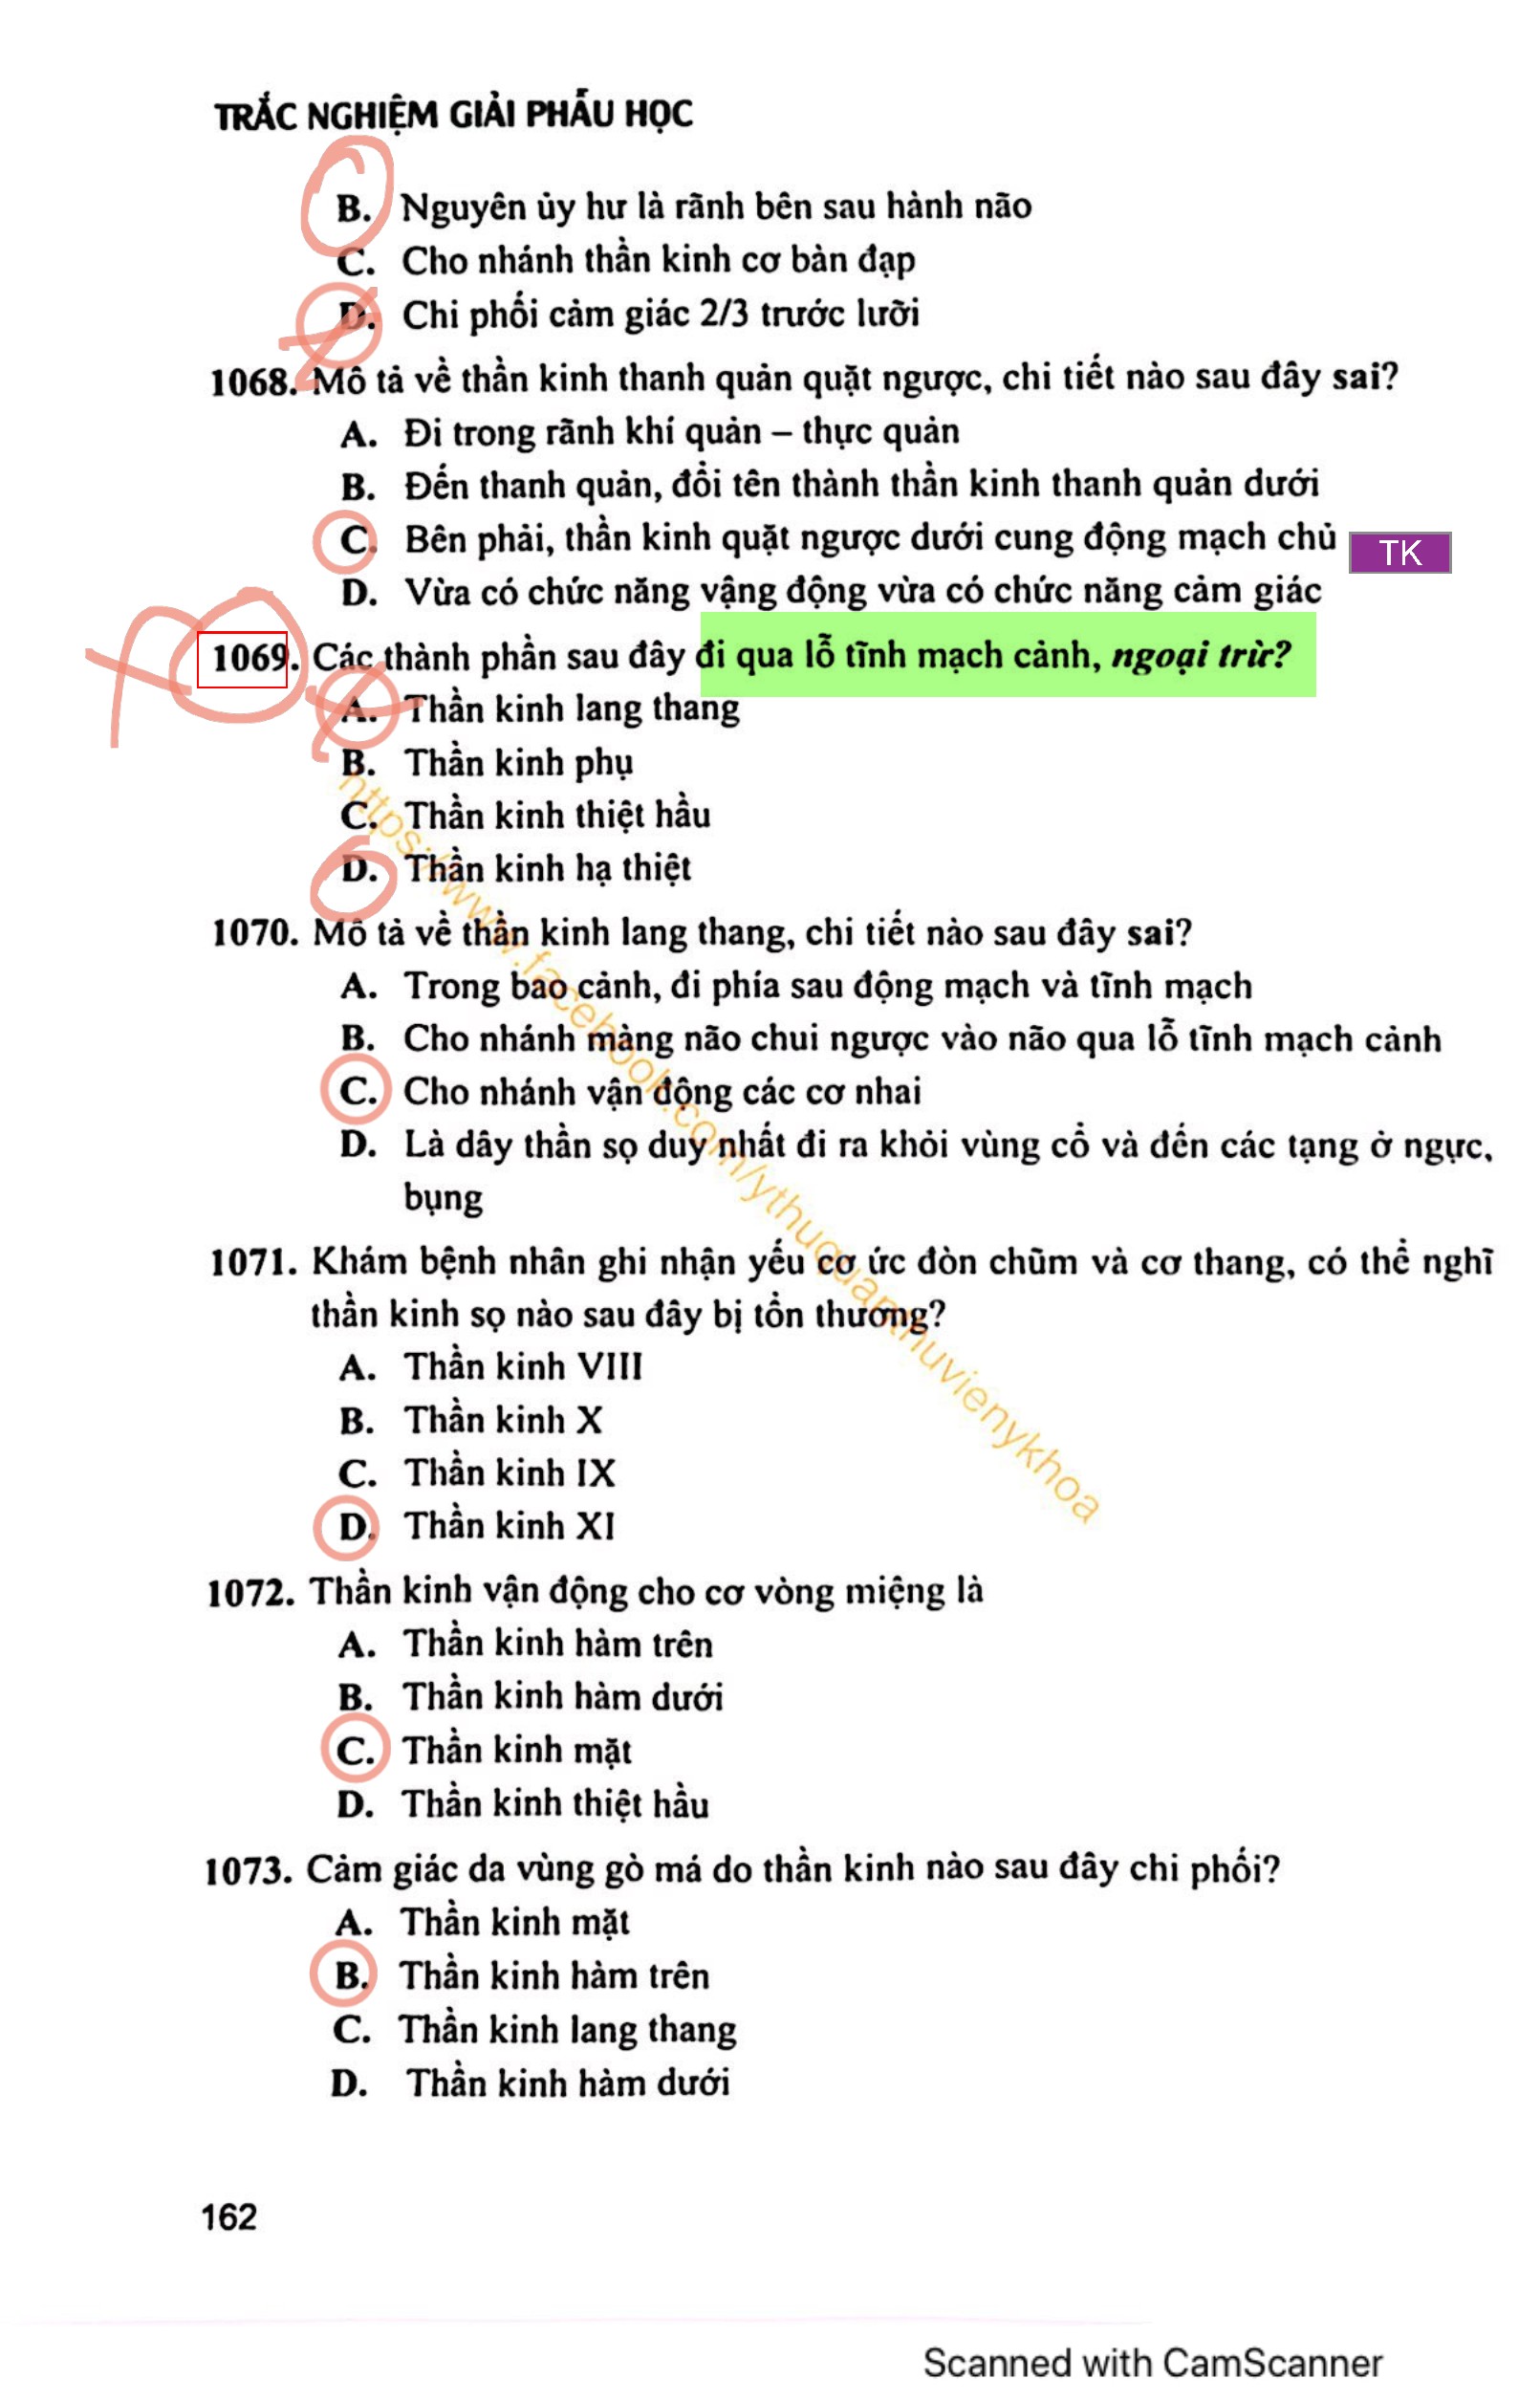 TRẮC NGHIỆM GIẢI PHẪU HỌC
B. Nguyên ủy hư là rãnh bên sau hành não
C. Cho nhánh thần kinh cơ bàn đạp
D. Chi phối cảm giác 2/3 trước lưỡi
1068. Mô tả về thần kinh thanh quản quặt ngược, chi tiết nào sau đây sai?
A. Đi trong rãnh khí quản – thực quản
B. Đến thanh quản, đổi tên thành thần kinh thanh quản dưới
C. Bên phải, thần kinh quặt ngược dưới cung động mạch chủ
TK
D. Vừa có chức năng vận động vừa có chức năng cảm giác
1069. Các thành phần sau đây đi qua lỗ tĩnh mạch cảnh, ngoại trừ?
A. Thần kinh lang thang
B. Thần kinh phụ
C. Thần kinh thiệt hầu
D. Thần kinh hạ thiệt
1070. Mô tả về thần kinh lang thang, chi tiết nào sau đây sai?
A. Trong bao cảnh, đi phía sau động mạch và tĩnh mạch
B. Cho nhánh màng não chui ngược vào não qua lỗ tĩnh mạch cảnh
C. Cho nhánh vận động các cơ nhai
D. Là dây thần sọ duy nhất đi ra khỏi vùng cổ và đến các tạng ở ngực,
bụng
1071. Khám bệnh nhân ghi nhận yếu cơ ức đòn chũm và cơ thang, có thể nghĩ
thần kinh sọ nào sau đây bị tổn thương?
A. Thần kinh VIII
B. Thần kinh X
C. Thần kinh IX
D. Thần kinh XI
1072. Thần kinh vận động cho cơ vòng miệng là
A. Thần kinh hàm trên
B. Thần kinh hàm dưới
C. Thần kinh mặt
D. Thần kinh thiệt hầu
1073. Cảm giác da vùng gò má do thần kinh nào sau đây chi phối?
A. Thần kinh mặt
B. Thần kinh hàm trên
C. Thần kinh lang thang
D. Thần kinh hàm dưới
https://www.facebook.com/ythuquanthuvienykhoa
162
Scanned with CamScanner